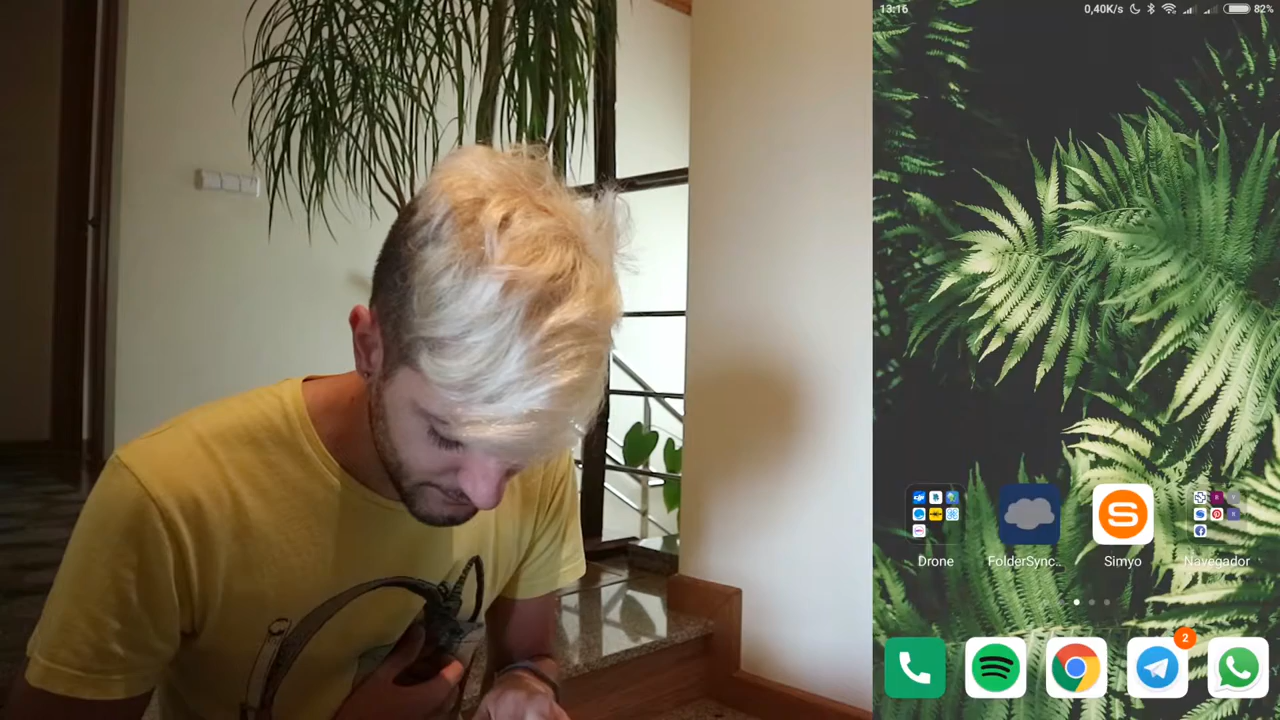 13:16
0,40K/s
82%
Drone
FolderSync..
Simyo
Navegador
2